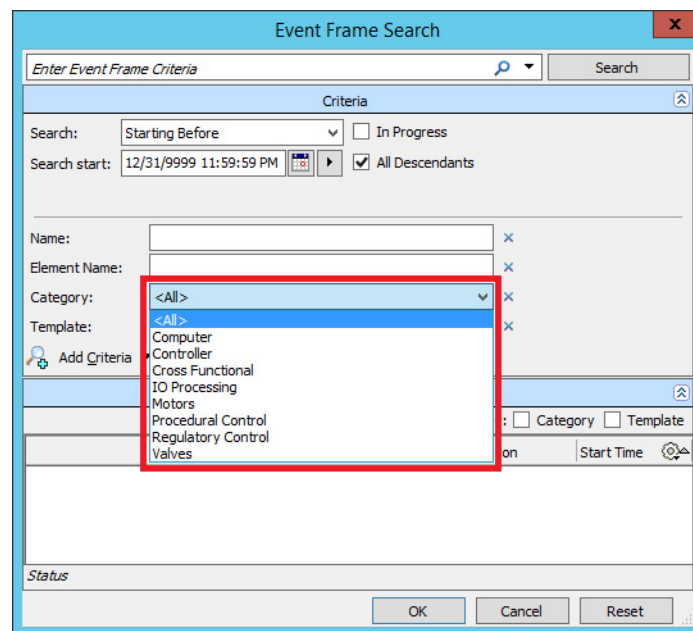 Event Frame Search
x
Enter Event Frame Criteria Search
Criteria
Search: Starting Before In Progress
Search start: 12/31/9999 11:59:59 PM All Descendants
Name:
Element Name:
Category: <All>
Template: <All>
Computer
Add Criteria Controller
Cross Functional
IO Processing
Motors
Procedural Control : Category Template
Regulatory Control
Valves on Start Time
Status
OK Cancel Reset